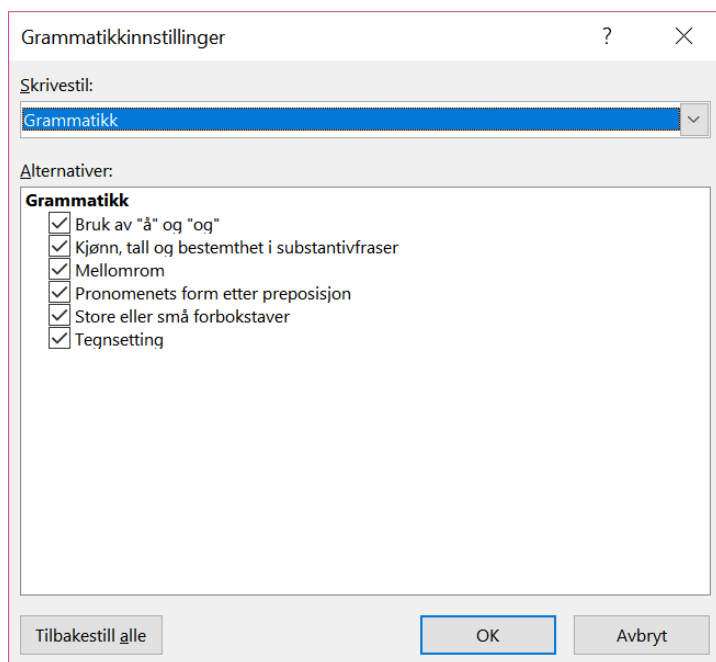 Grammatikkinnstillinger
Skrivestil:
Grammatikk
Alternativer:
Grammatikk
Bruk av "å" og "og"
Kjønn, tall og bestemthet i substantivfraser
Mellomrom
Pronomenets form etter preposisjon
Store eller små forbokstaver
Tegnsetting
Tilbakestill alle OK Avbryt